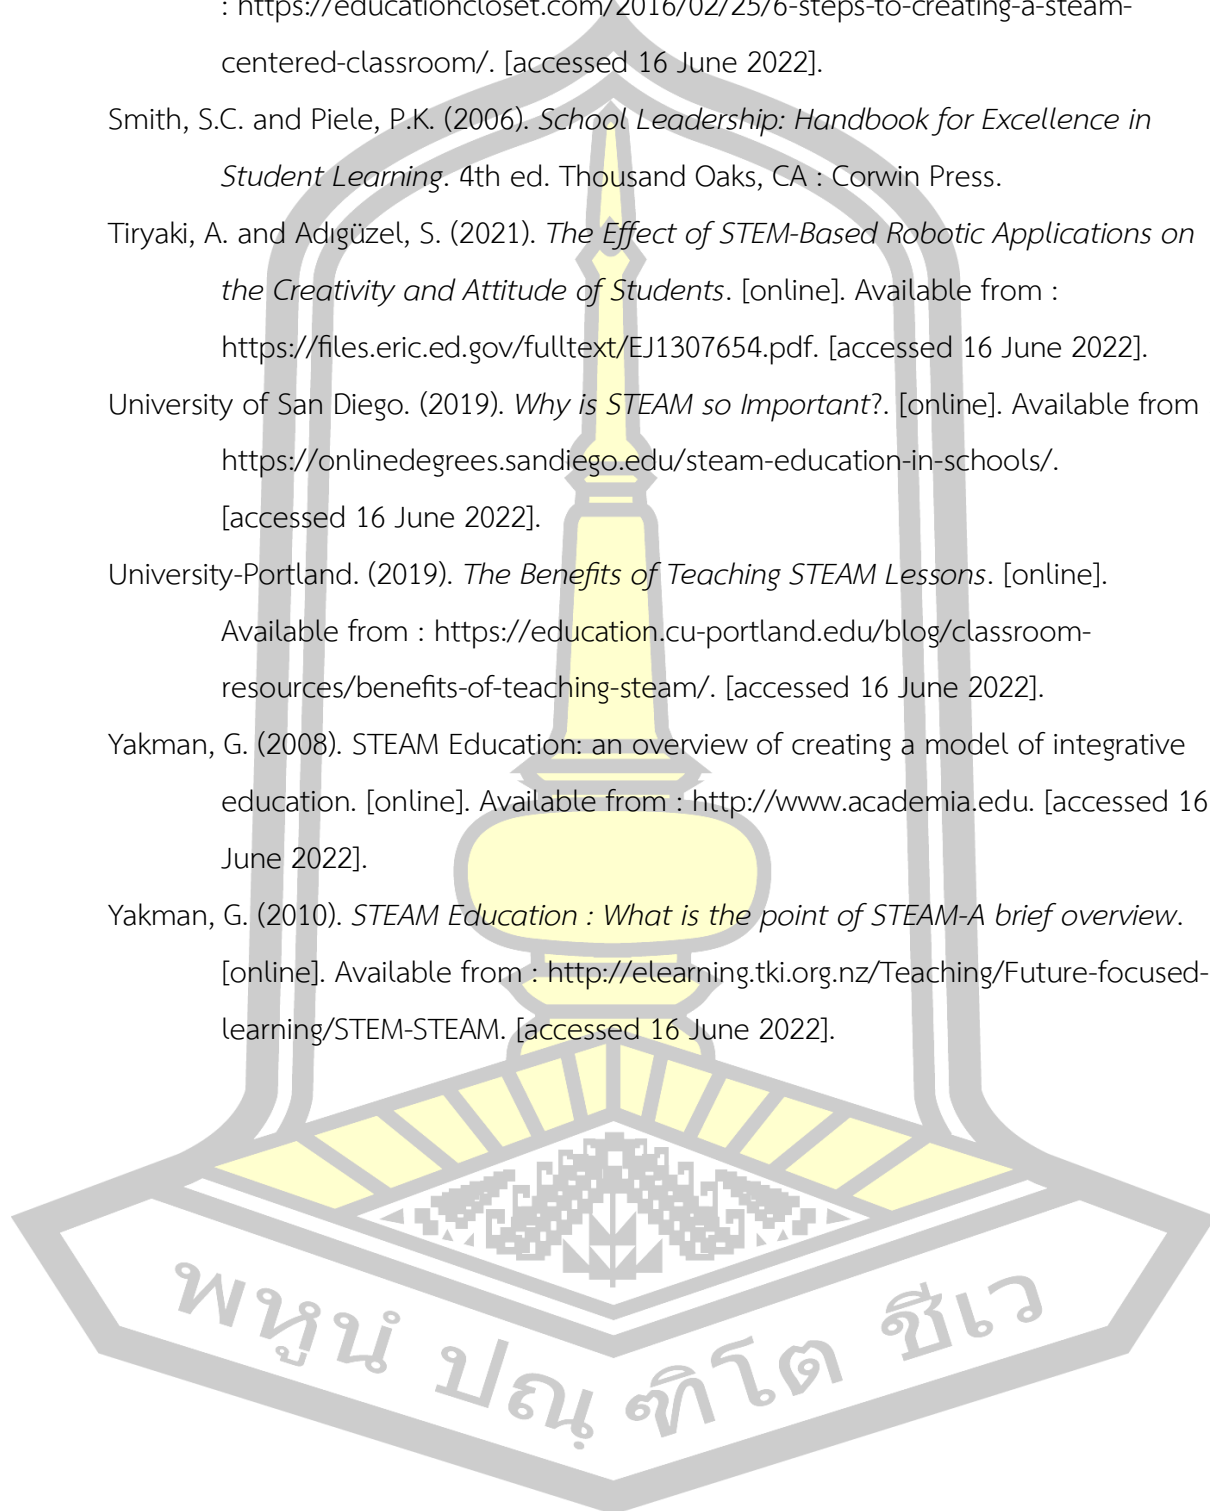 : https://educationcloset.com/2016/02/25/6-steps-to-creating-a-steam-
centered-classroom/. [accessed 16 June 2022].
Smith, S.C. and Piele, P.K. (2006). School Leadership: Handbook for Excellence in
Student Learning. 4th ed. Thousand Oaks, CA : Corwin Press.
Tiryaki, A. and Adıgüzel, S. (2021). The Effect of STEM-Based Robotic Applications on
the Creativity and Attitude of Students. [online]. Available from :
https://files.eric.ed.gov/fulltext/EJ1307654.pdf. [accessed 16 June 2022].
University of San Diego. (2019). Why is STEAM so Important?. [online]. Available from
https://onlinedegrees.sandiego.edu/steam-education-in-schools/.
[accessed 16 June 2022].
University-Portland. (2019). The Benefits of Teaching STEAM Lessons. [online].
Available from : https://education.cu-portland.edu/blog/classroom-
resources/benefits-of-teaching-steam/. [accessed 16 June 2022].
Yakman, G. (2008). STEAM Education: an overview of creating a model of integrative
education. [online]. Available from : http://www.academia.edu. [accessed 16
June 2022].
Yakman, G. (2010). STEAM Education : What is the point of STEAM-A brief overview.
[online]. Available from : http://elearning.tki.org.nz/Teaching/Future-focused-
learning/STEM-STEAM. [accessed 16 June 2022].
พหูนํ ปณฺฑิโต ชีเว